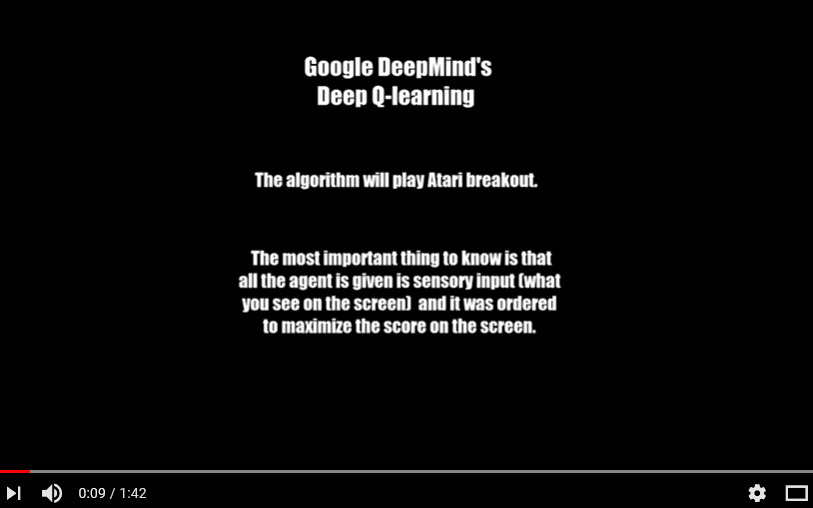 Google DeepMind's
Deep Q-learning
The algorithm will play Atari breakout.
The most important thing to know is that
all the agent is given is sensory input (what
you see on the screen)  and it was ordered
to maximize the score on the screen.
0:09 / 1:42